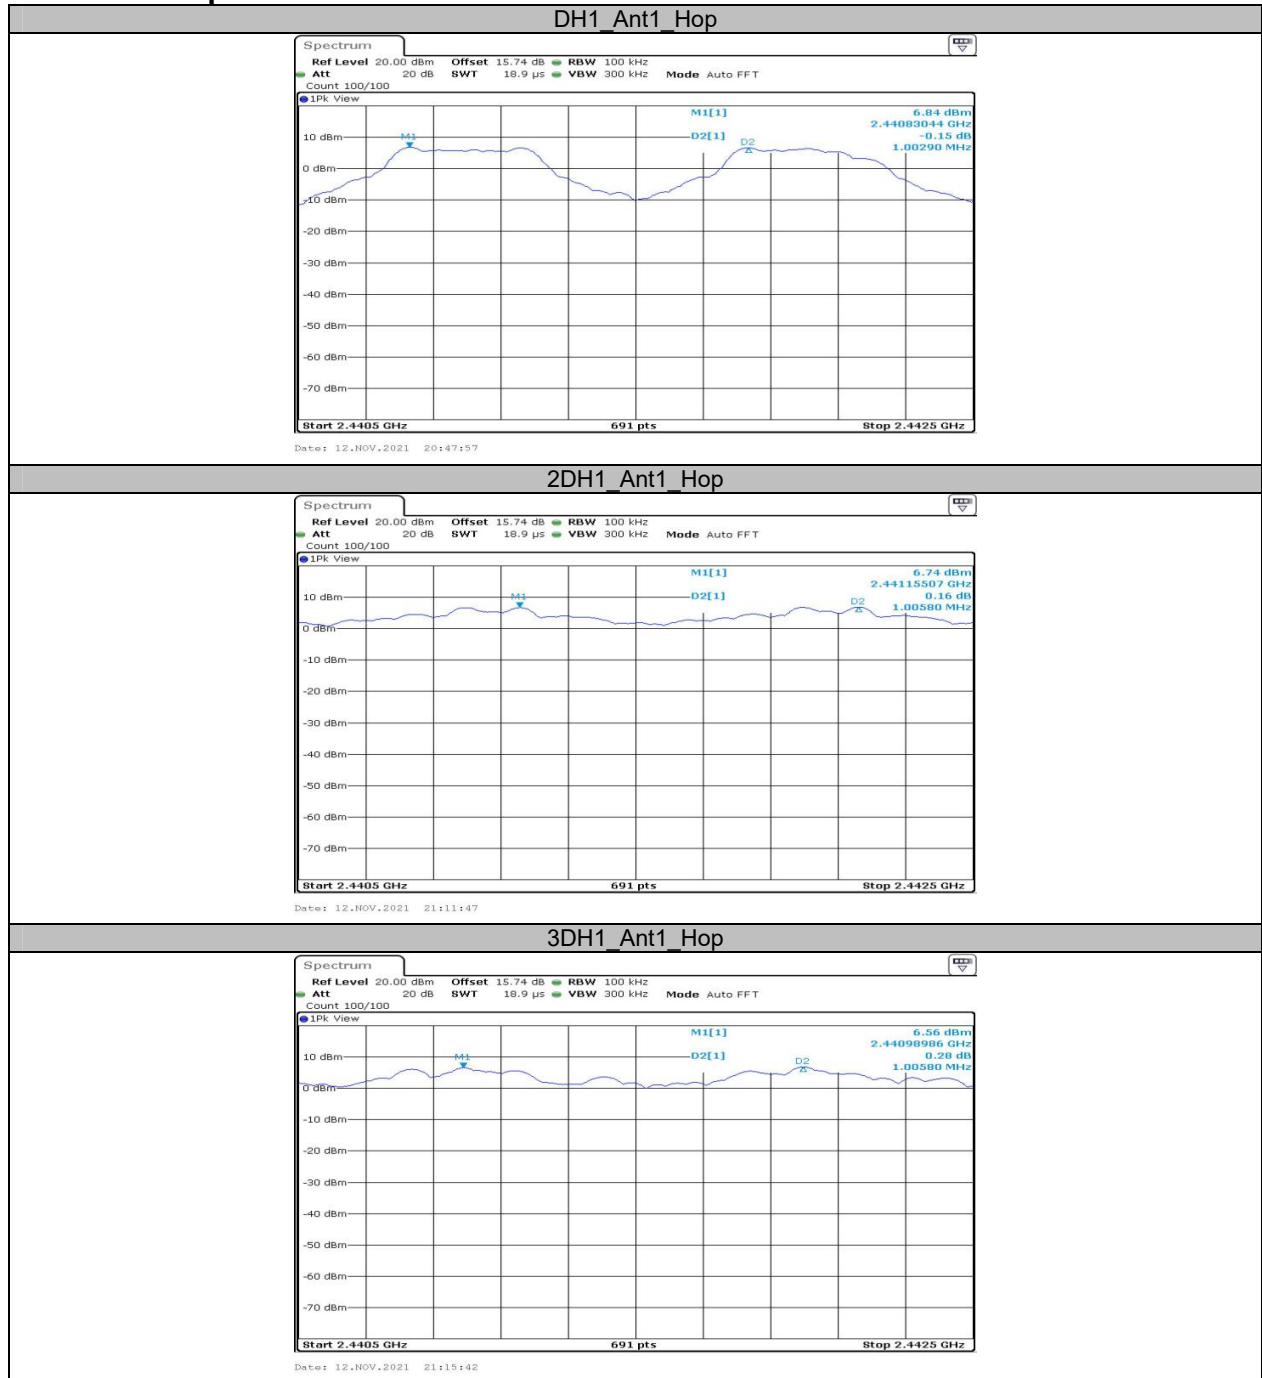 DH1_Ant1_Hop
Spectrum
Ref Level 20.00 dBm Offset 15.74 dB RBW 100 kHz
Att 20 dB SWT 18.9 µs VBW 300 kHz Mode Auto FFT
Count 100/100
1Pk View
M1[1] 6.84 dBm
2.44083044 GHz
10 dBm M1 D2[1] D2 -0.15 dB
1.00290 MHz
0 dBm
-10 dBm
-20 dBm
-30 dBm
-40 dBm
-50 dBm
-60 dBm
-70 dBm
Start 2.4405 GHz 691 pts Stop 2.4425 GHz
Date: 12.NOV.2021 20:47:57
2DH1_Ant1_Hop
Spectrum
Ref Level 20.00 dBm Offset 15.74 dB RBW 100 kHz
Att 20 dB SWT 18.9 µs VBW 300 kHz Mode Auto FFT
Count 100/100
1Pk View
M1[1] 6.74 dBm
2.44115507 GHz
10 dBm M1 D2[1] 0.16 dB
D2 1.00580 MHz
0 dBm
-10 dBm
-20 dBm
-30 dBm
-40 dBm
-50 dBm
-60 dBm
-70 dBm
Start 2.4405 GHz 691 pts Stop 2.4425 GHz
Date: 12.NOV.2021 21:11:47
3DH1_Ant1_Hop
Spectrum
Ref Level 20.00 dBm Offset 15.74 dB RBW 100 kHz
Att 20 dB SWT 18.9 µs VBW 300 kHz Mode Auto FFT
Count 100/100
1Pk View
M1[1] 6.56 dBm
2.44098986 GHz
10 dBm M1 D2[1] D2 0.28 dB
1.00580 MHz
0 dBm
-10 dBm
-20 dBm
-30 dBm
-40 dBm
-50 dBm
-60 dBm
-70 dBm
Start 2.4405 GHz 691 pts Stop 2.4425 GHz
Date: 12.NOV.2021 21:15:42